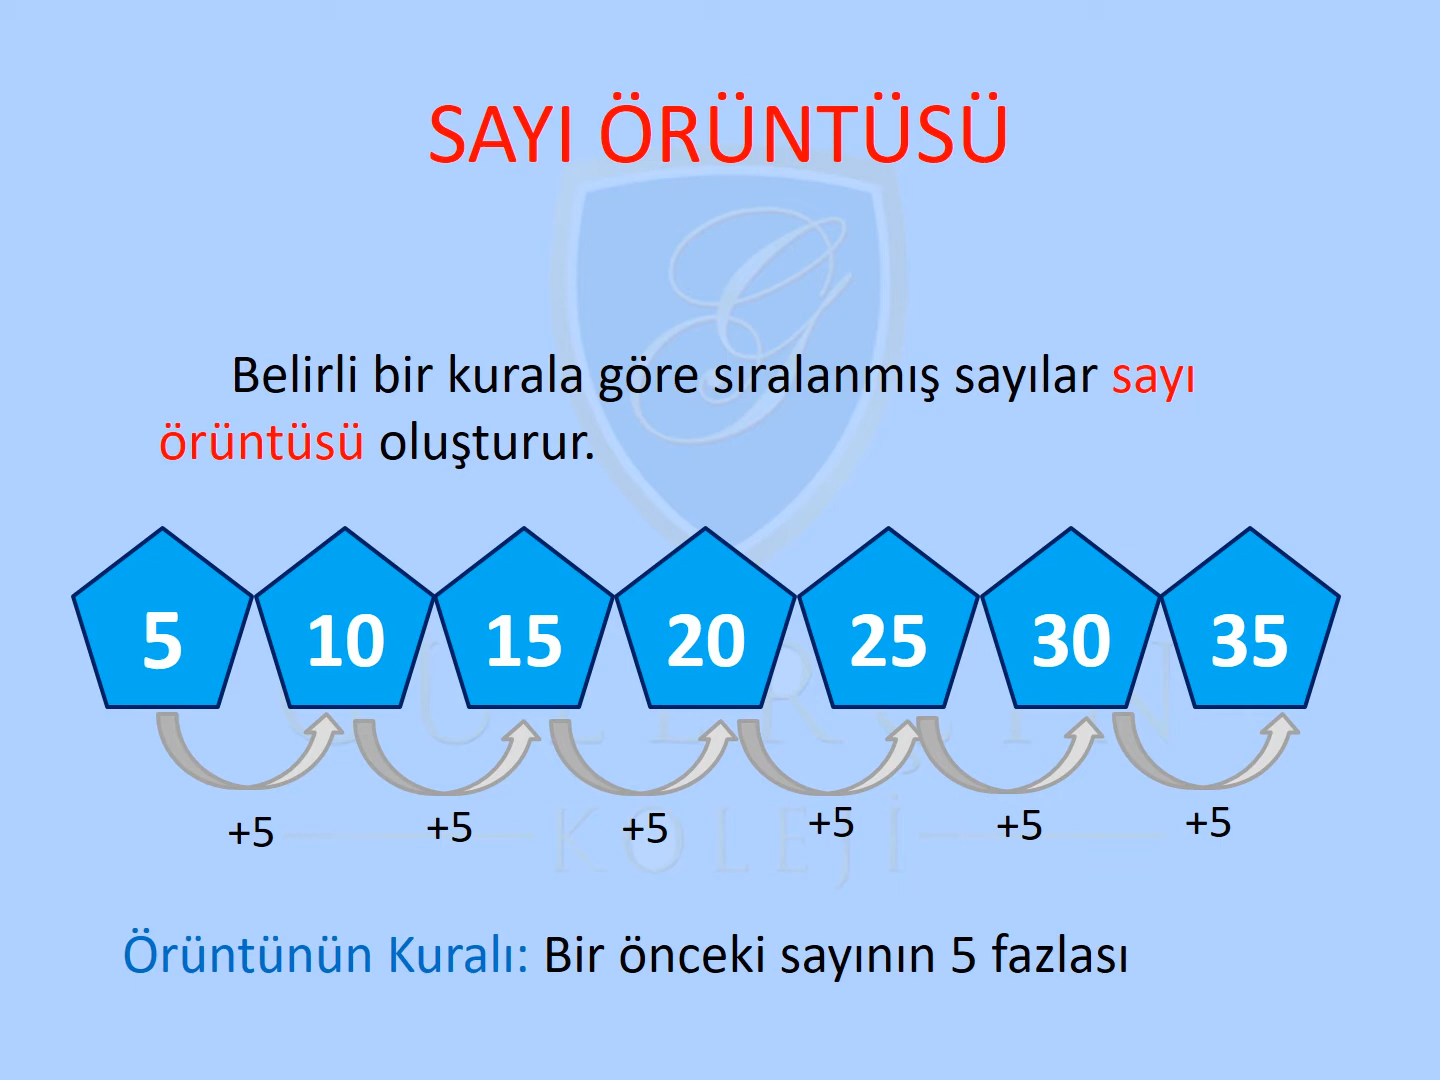 SAYI ÖRÜNTÜSÜ
Belirli bir kurala göre sıralanmış sayılar sayı
örüntüsü oluşturur.
5 10 15 20 25 30 35
+5 +5 +5 +5 +5 +5
KOLEJİ
Örüntünün Kuralı: Bir önceki sayının 5 fazlası